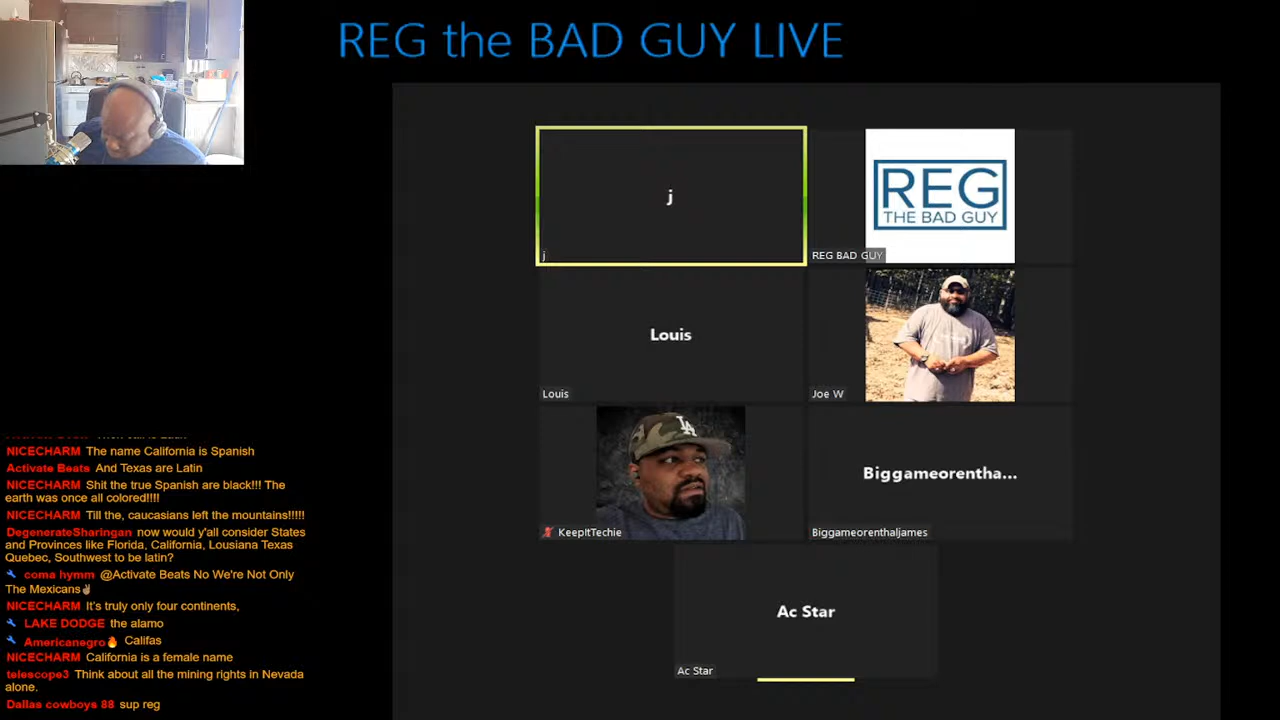 REG the BAD GUY LIVE
j
j
REG
THE BAD GUY
REG BAD GUY
Louis
Louis
Joe W
LA
KeepItTechie
Biggameorentha...
Biggameorenthaljames
Ac Star
Ac Star
NICECHARM The name California is Spanish
Activate Beats And Texas are Latin
NICECHARM Shit the true Spanish are black!!! The
earth was once all colored!!!!
NICECHARM Till the, caucasians left the mountains!!!!!
DegenerateSharingan now would y'all consider States
and Provinces like Florida, California, Lousiana Texas
Quebec, Southwest to be latin?
coma hymm @Activate Beats No We're Not Only
The Mexicans✌🏽
NICECHARM It's truly only four continents,
LAKE DODGE the alamo
Americanegro🔥 Califas
NICECHARM California is a female name
telescope3 Think about all the mining rights in Nevada
alone.
Dallas cowboys 88 sup reg